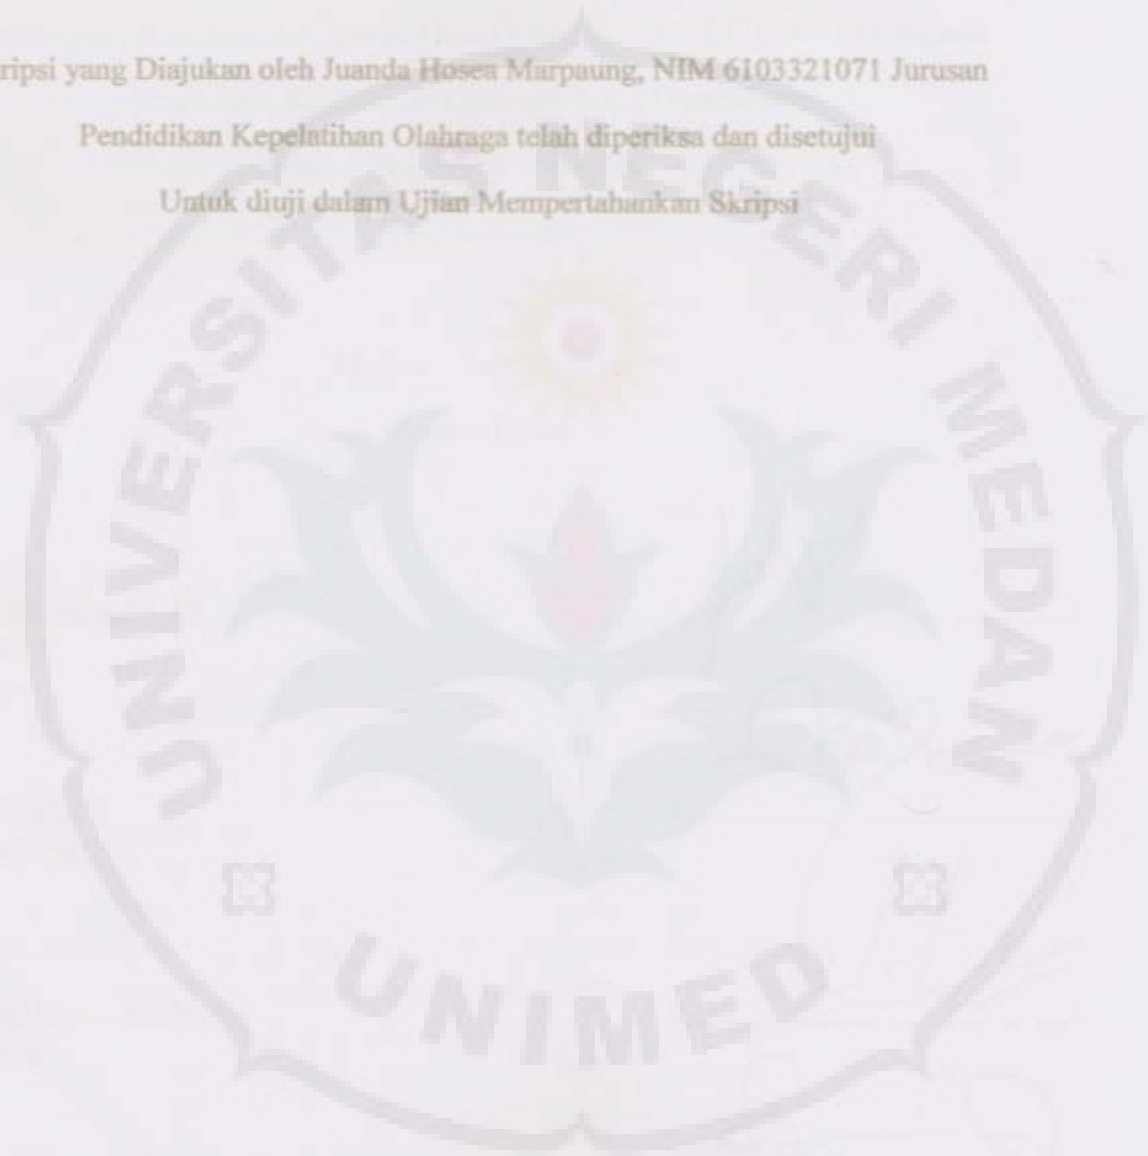 ripsi yang Diajukan oleh Juanda Hosea Marpaung, NIM 6103321071 Jurusan
Pendidikan Kepelatihan Olahraga telah diperiksa dan disetujui
Untuk diuji dalam Ujian Mempertahankan Skripsi
UNIVERSITAS NEGERI MEDAN
UNIMED